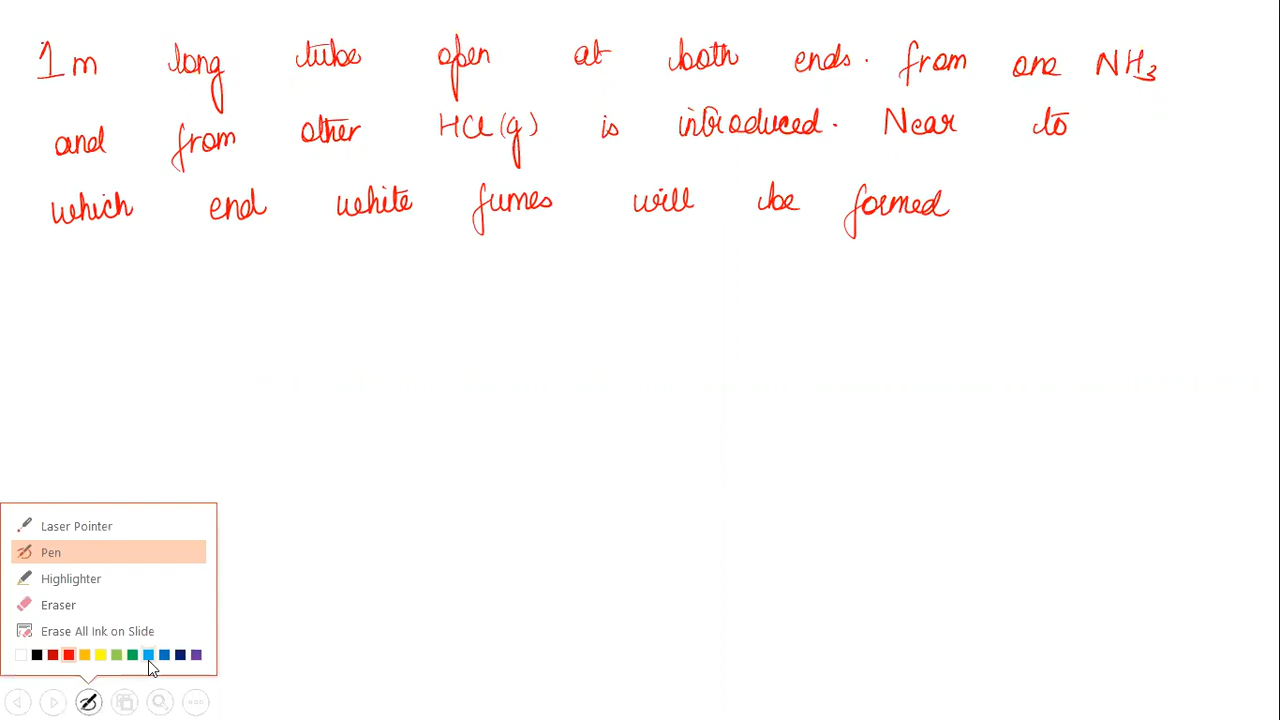 1m long tube open at both ends. from one NH3
and from other HCl(g) is introduced. Near to
which end white fumes will be formed
Laser Pointer
Pen
Highlighter
Eraser
Erase All Ink on Slide